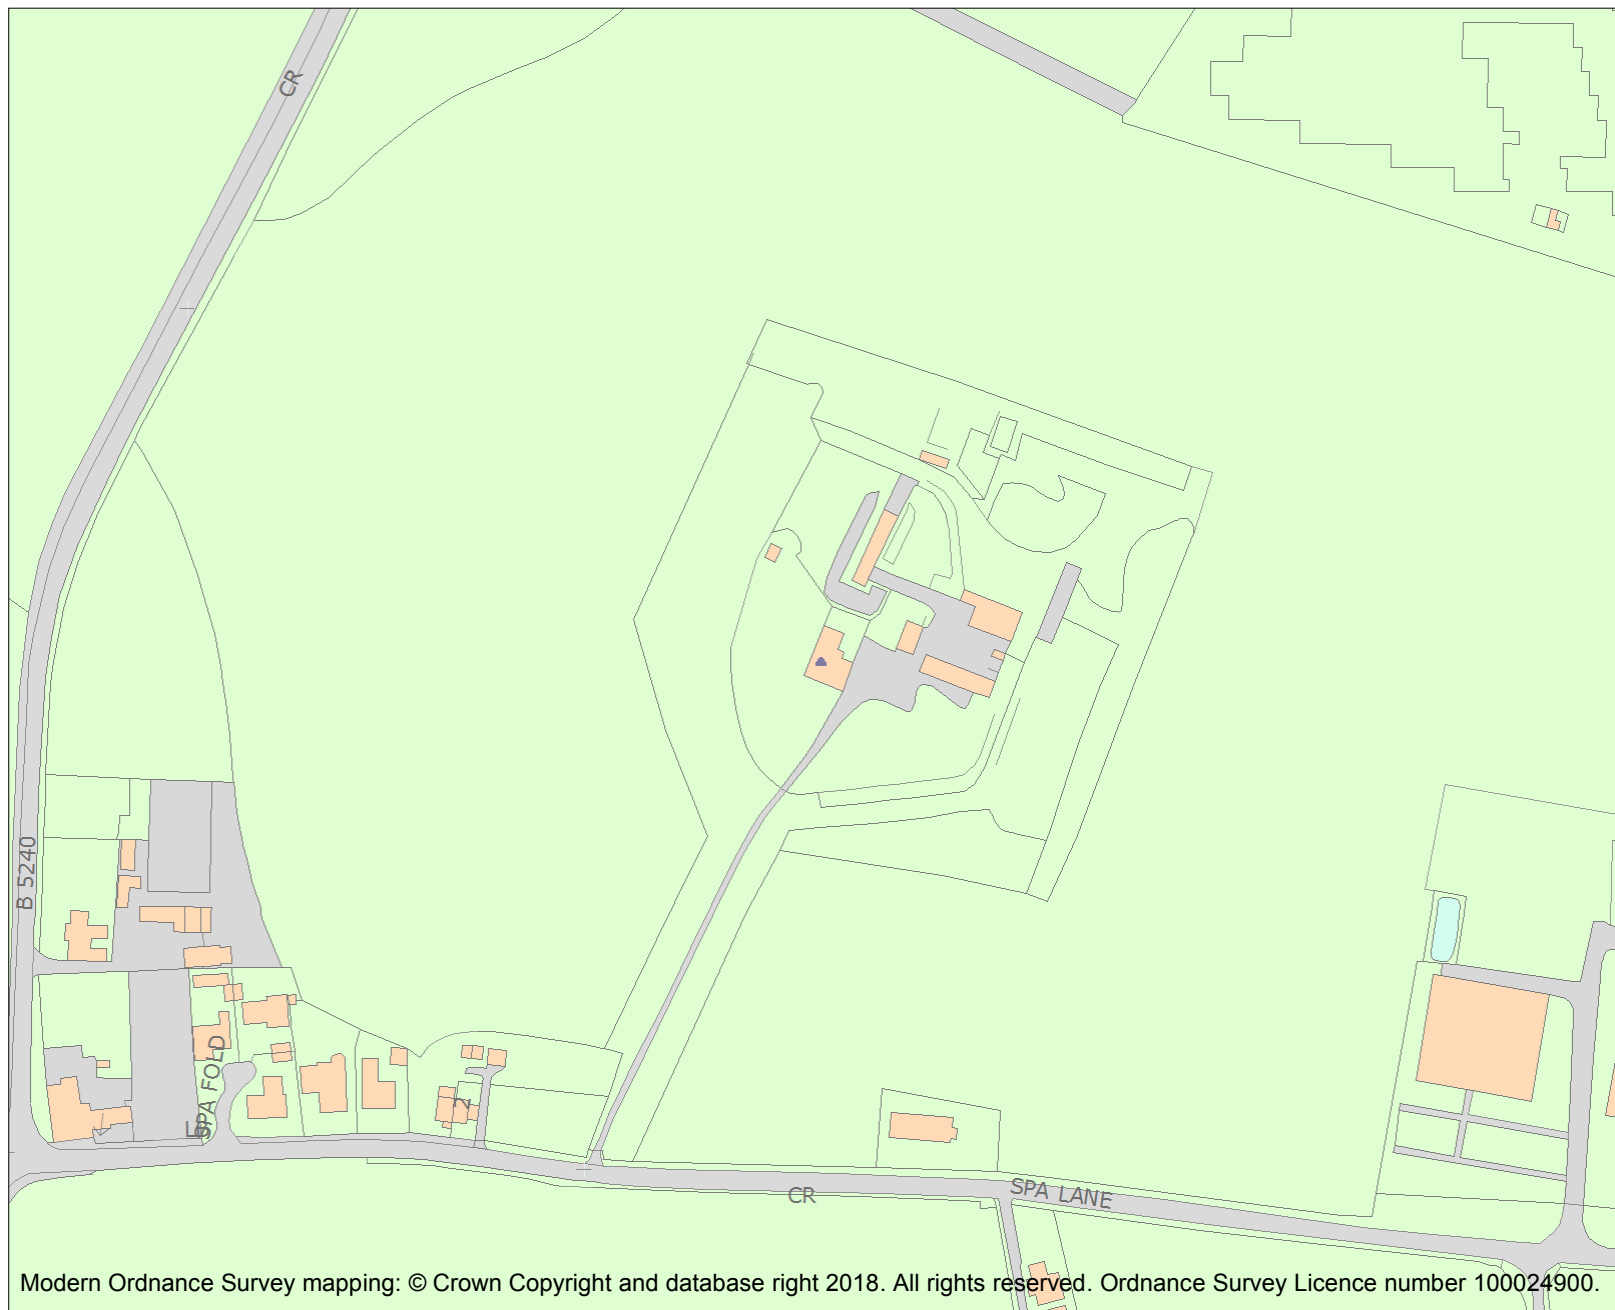 CR
B 5240
SPA FOLD
2
CR
SPA LANE
Modern Ordnance Survey mapping: © Crown Copyright and database right 2018. All rights reserved. Ordnance Survey Licence number 100024900.